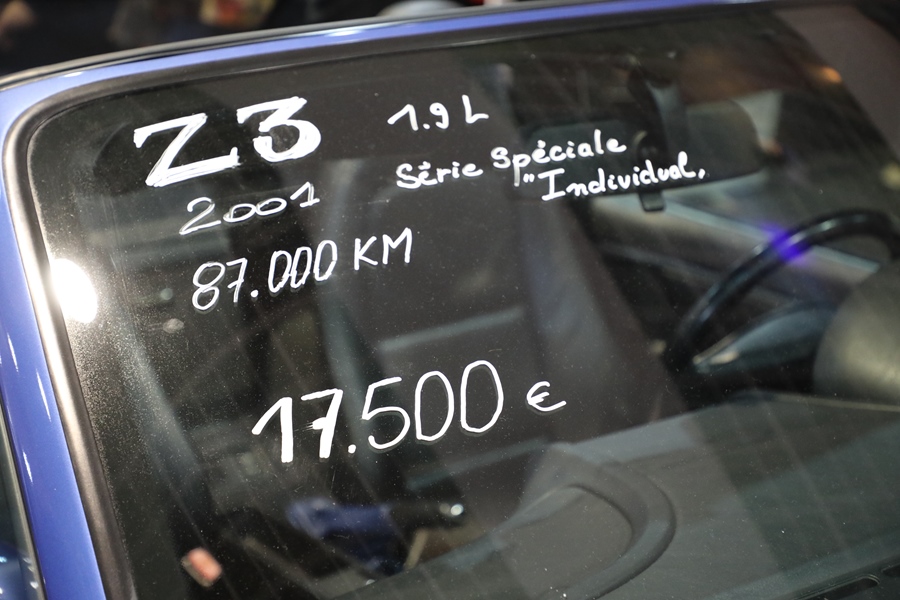 Z3
1.9 L
Série Spéciale
"Individual"
2001
87.000 KM
17.500 €